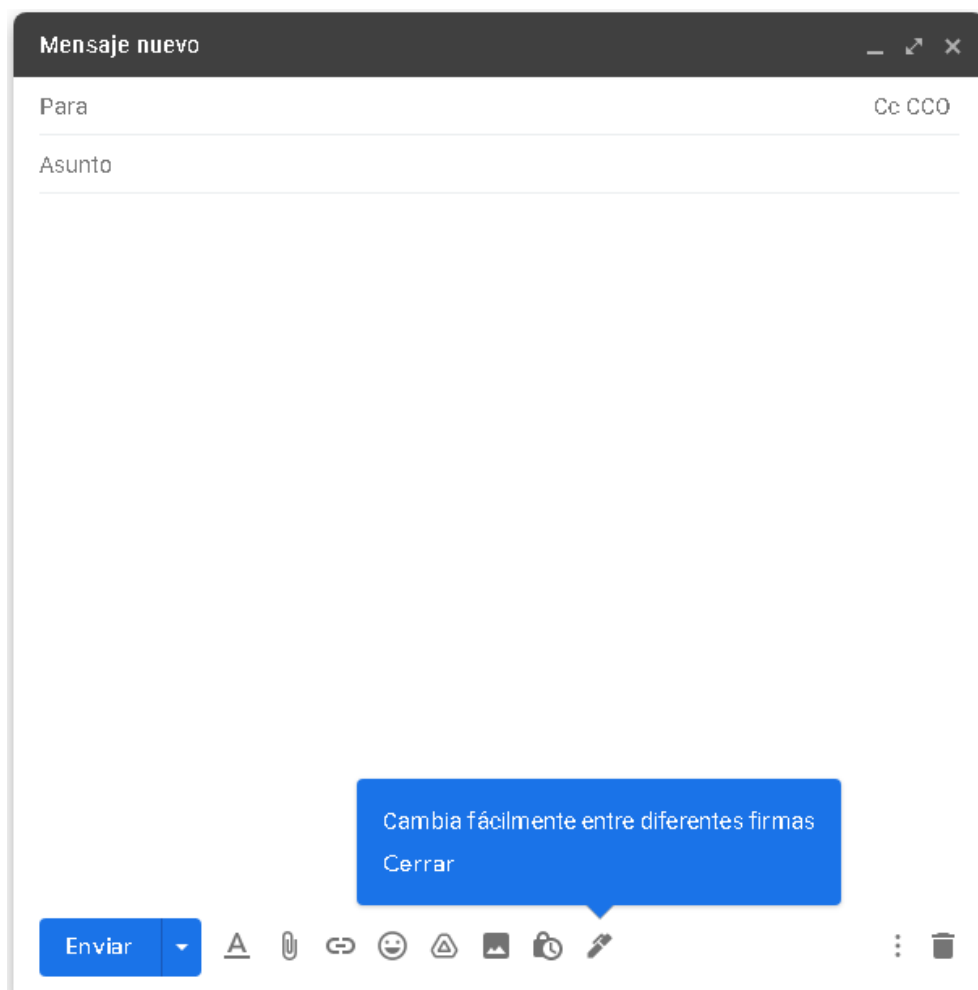 Mensaje nuevo
Para Cc CCO
Asunto
Cambia fácilmente entre diferentes firmas
Cerrar
Enviar